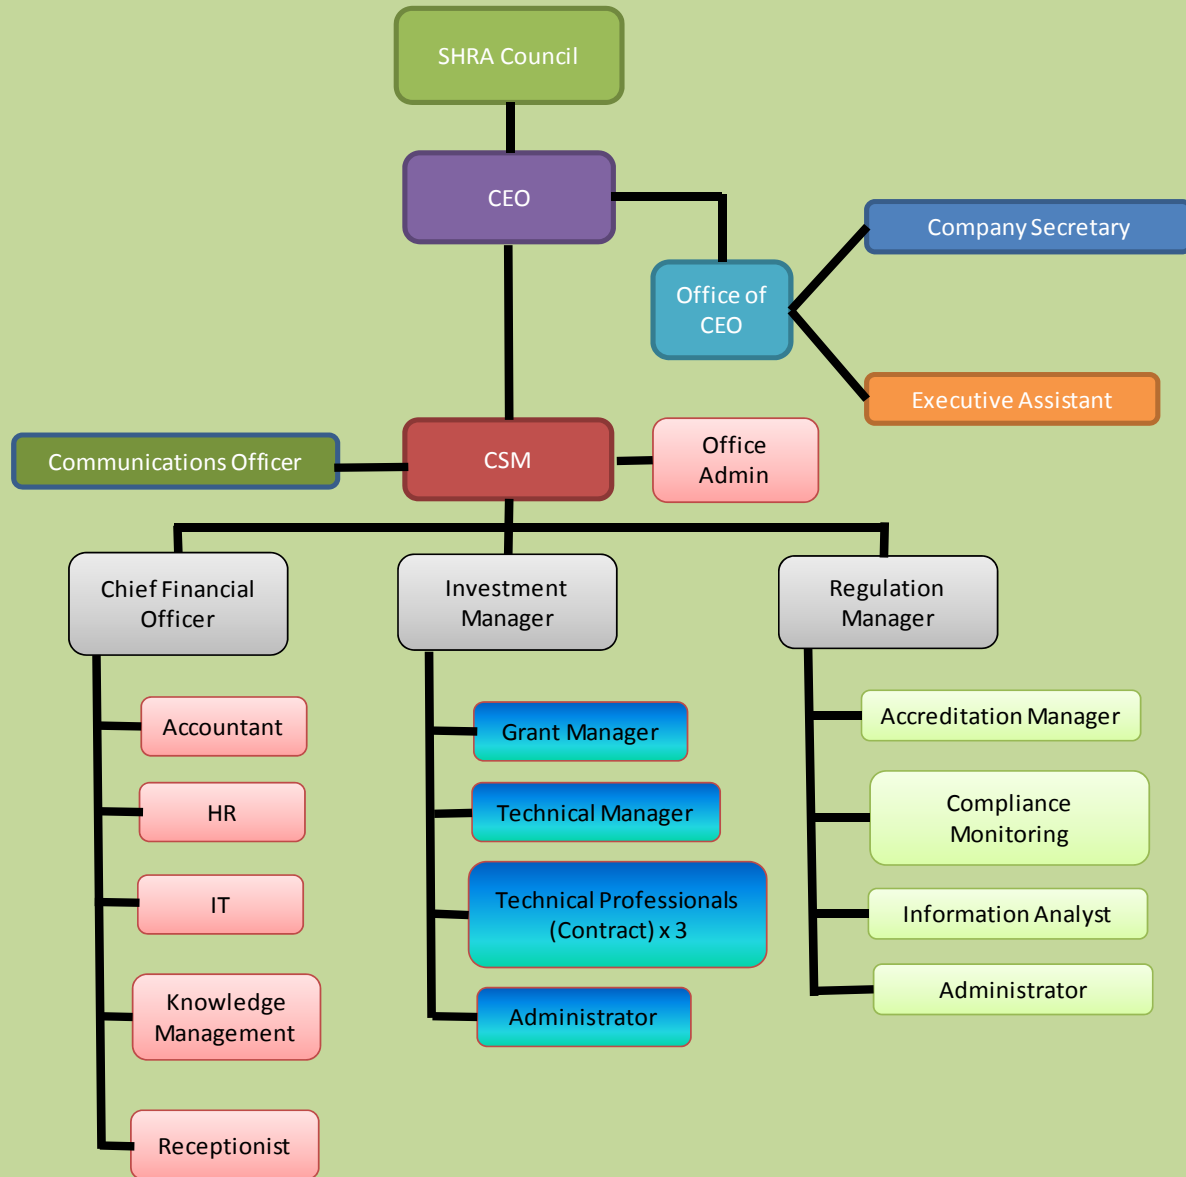 SHRA Council
CEO
Company Secretary
Office of
CEO
Executive Assistant
Communications Officer
CSM
Office
Admin
Chief Financial
Officer
Investment
Manager
Regulation
Manager
Accountant
HR
IT
Knowledge
Management
Receptionist
Grant Manager
Technical Manager
Technical Professionals
(Contract) x 3
Administrator
Accreditation Manager
Compliance
Monitoring
Information Analyst
Administrator